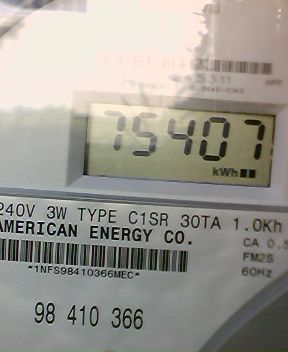 75407
kWh
240V 3W TYPE C1SR 30TA 1.0Kh
AMERICAN ENERGY CO.
CA 0.5
*1NFS98410366MEC*
FM2S
60Hz
98 410 366